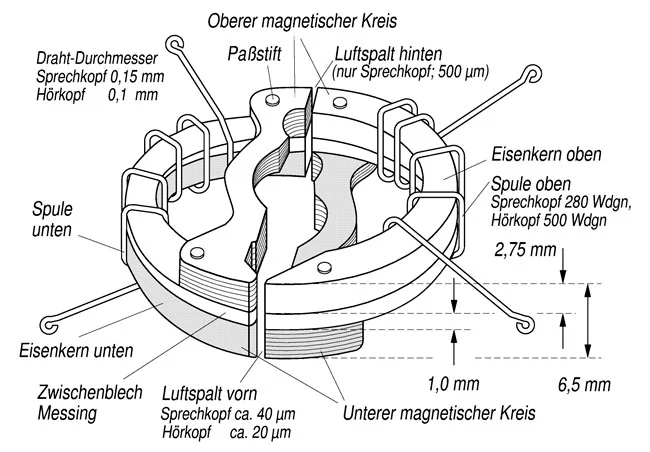 Oberer magnetischer Kreis
Draht-Durchmesser
Sprechkopf 0,15 mm
Hörkopf 0,1 mm
Paßstift
Luftspalt hinten
(nur Sprechkopf; 500 µm)
Eisenkern oben
Spule oben
Sprechkopf 280 Wdgn,
Hörkopf 500 Wdgn
Spule
unten
2,75 mm
Eisenkern unten
Zwischenblech
Messing
Luftspalt vorn
Sprechkopf ca. 40 µm
Hörkopf ca. 20 µm
1,0 mm
6,5 mm
Unterer magnetischer Kreis